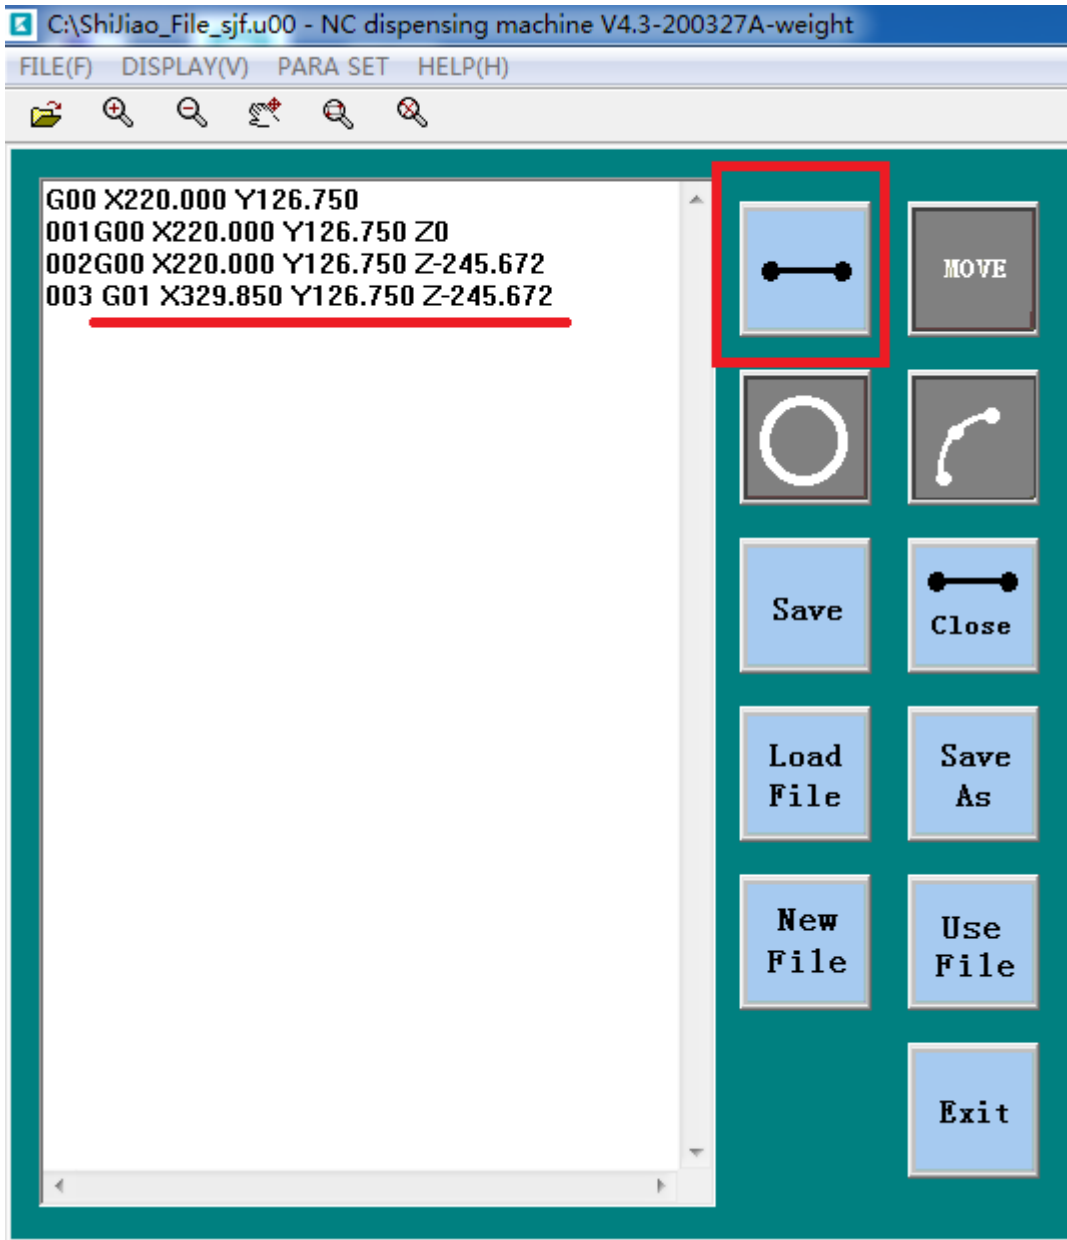 C:\ShiJiao_File_sjf.u00 - NC dispensing machine V4.3-200327A-weight
FILE(F) DISPLAY(V) PARA SET HELP(H)
G00 X220.000 Y126.750
001G00 X220.000 Y126.750 Z0
002G00 X220.000 Y126.750 Z-245.672
003 G01 X329.850 Y126.750 Z-245.672
MOVE
Save
Close
Load
File
Save
As
New
File
Use
File
Exit